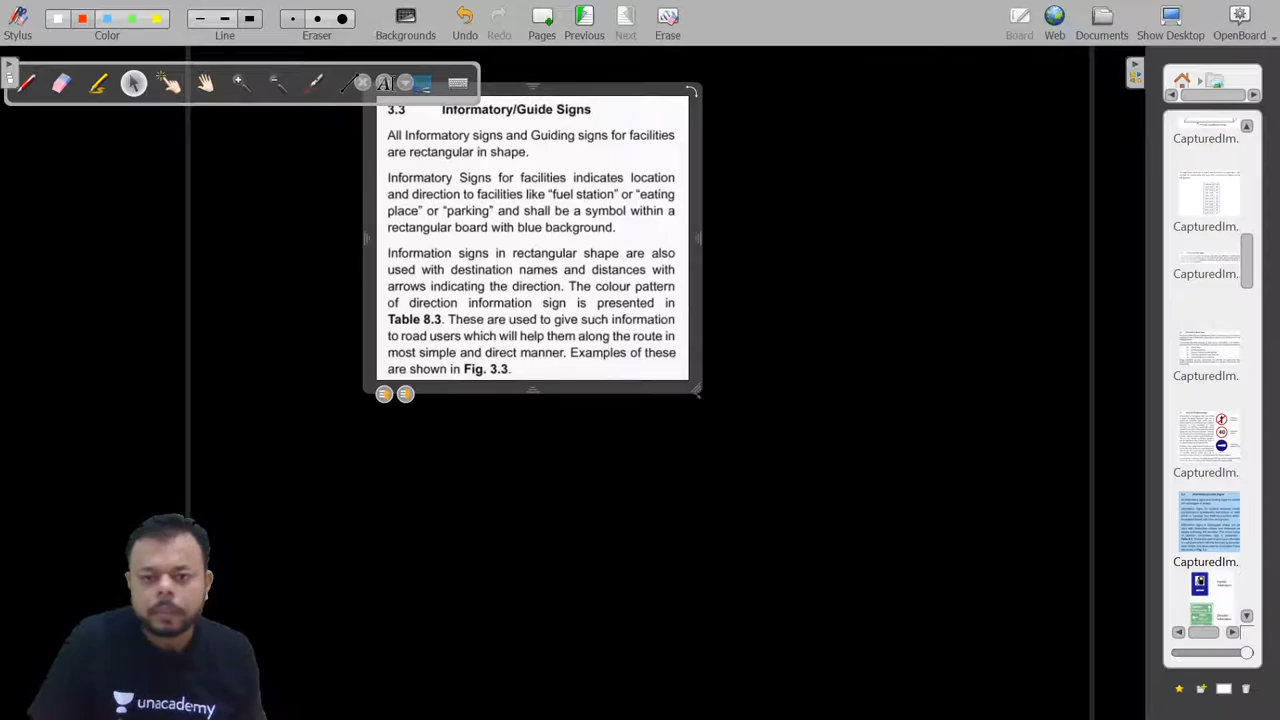 Stylus
Color
Line
Eraser
Backgrounds
Undo
Redo
Pages
Previous
Next
Erase
Board
Web
Documents
Show Desktop
OpenBoard
3.3 Informatory/Guide Signs
All Informatory signs and Guiding signs for facilities
are rectangular in shape.
Informatory Signs for facilities indicates location
and direction to facilities like “fuel station” or “eating
place” or “parking” and shall be a symbol within a
rectangular board with blue background.
Information signs in rectangular shape are also
used with destination names and distances with
arrows indicating the direction. The colour pattern
of direction information sign is presented in
Table 8.3. These are used to give such information
to road users which will help them along the route in
most simple and direct manner. Examples of these
are shown in Fig. 3.3.
CapturedIm.
CapturedIm.
CapturedIm.
CapturedIm.
CapturedIm.
40
CapturedIm.
unacademy